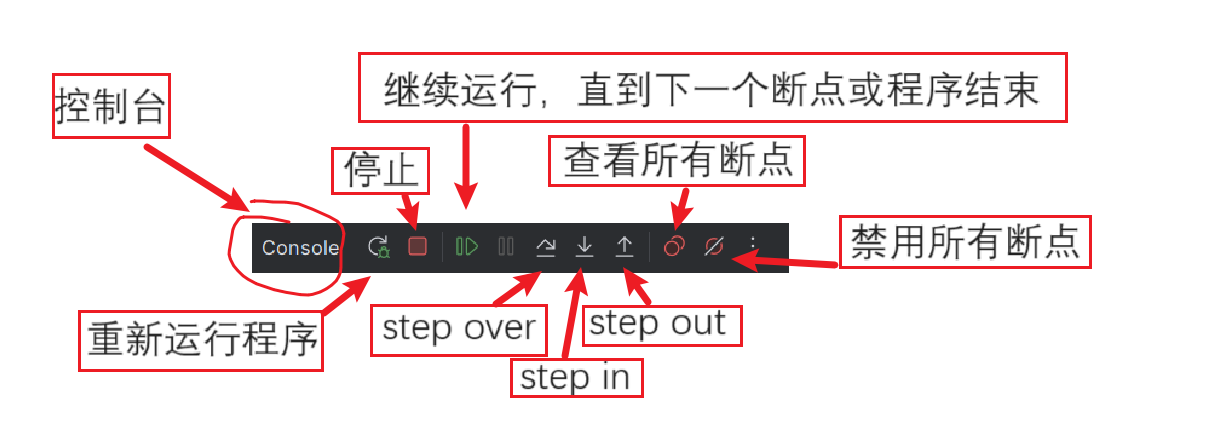 继续运行，直到下一个断点或程序结束
控制台
停止
查看所有断点
禁用所有断点
Console
重新运行程序
step over
step out
step in